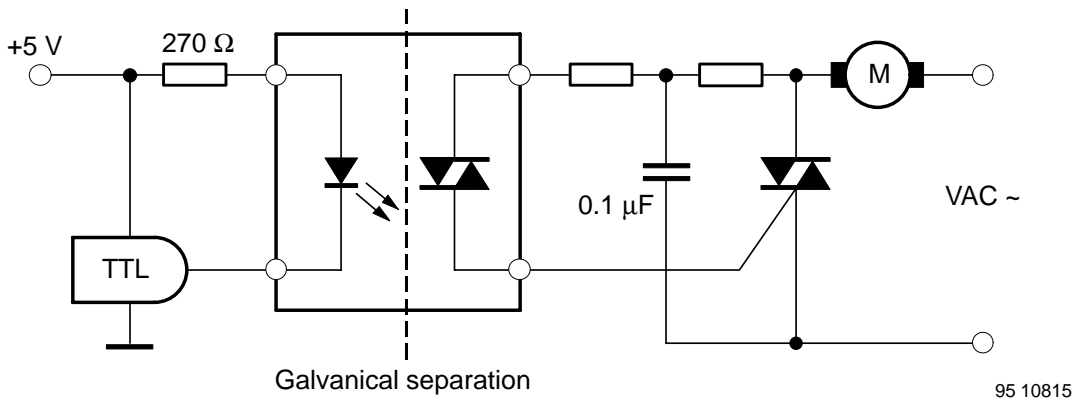 +5 V
270 Ω
M
0.1 μF
VAC ~
TTL
Galvanical separation
95 10815